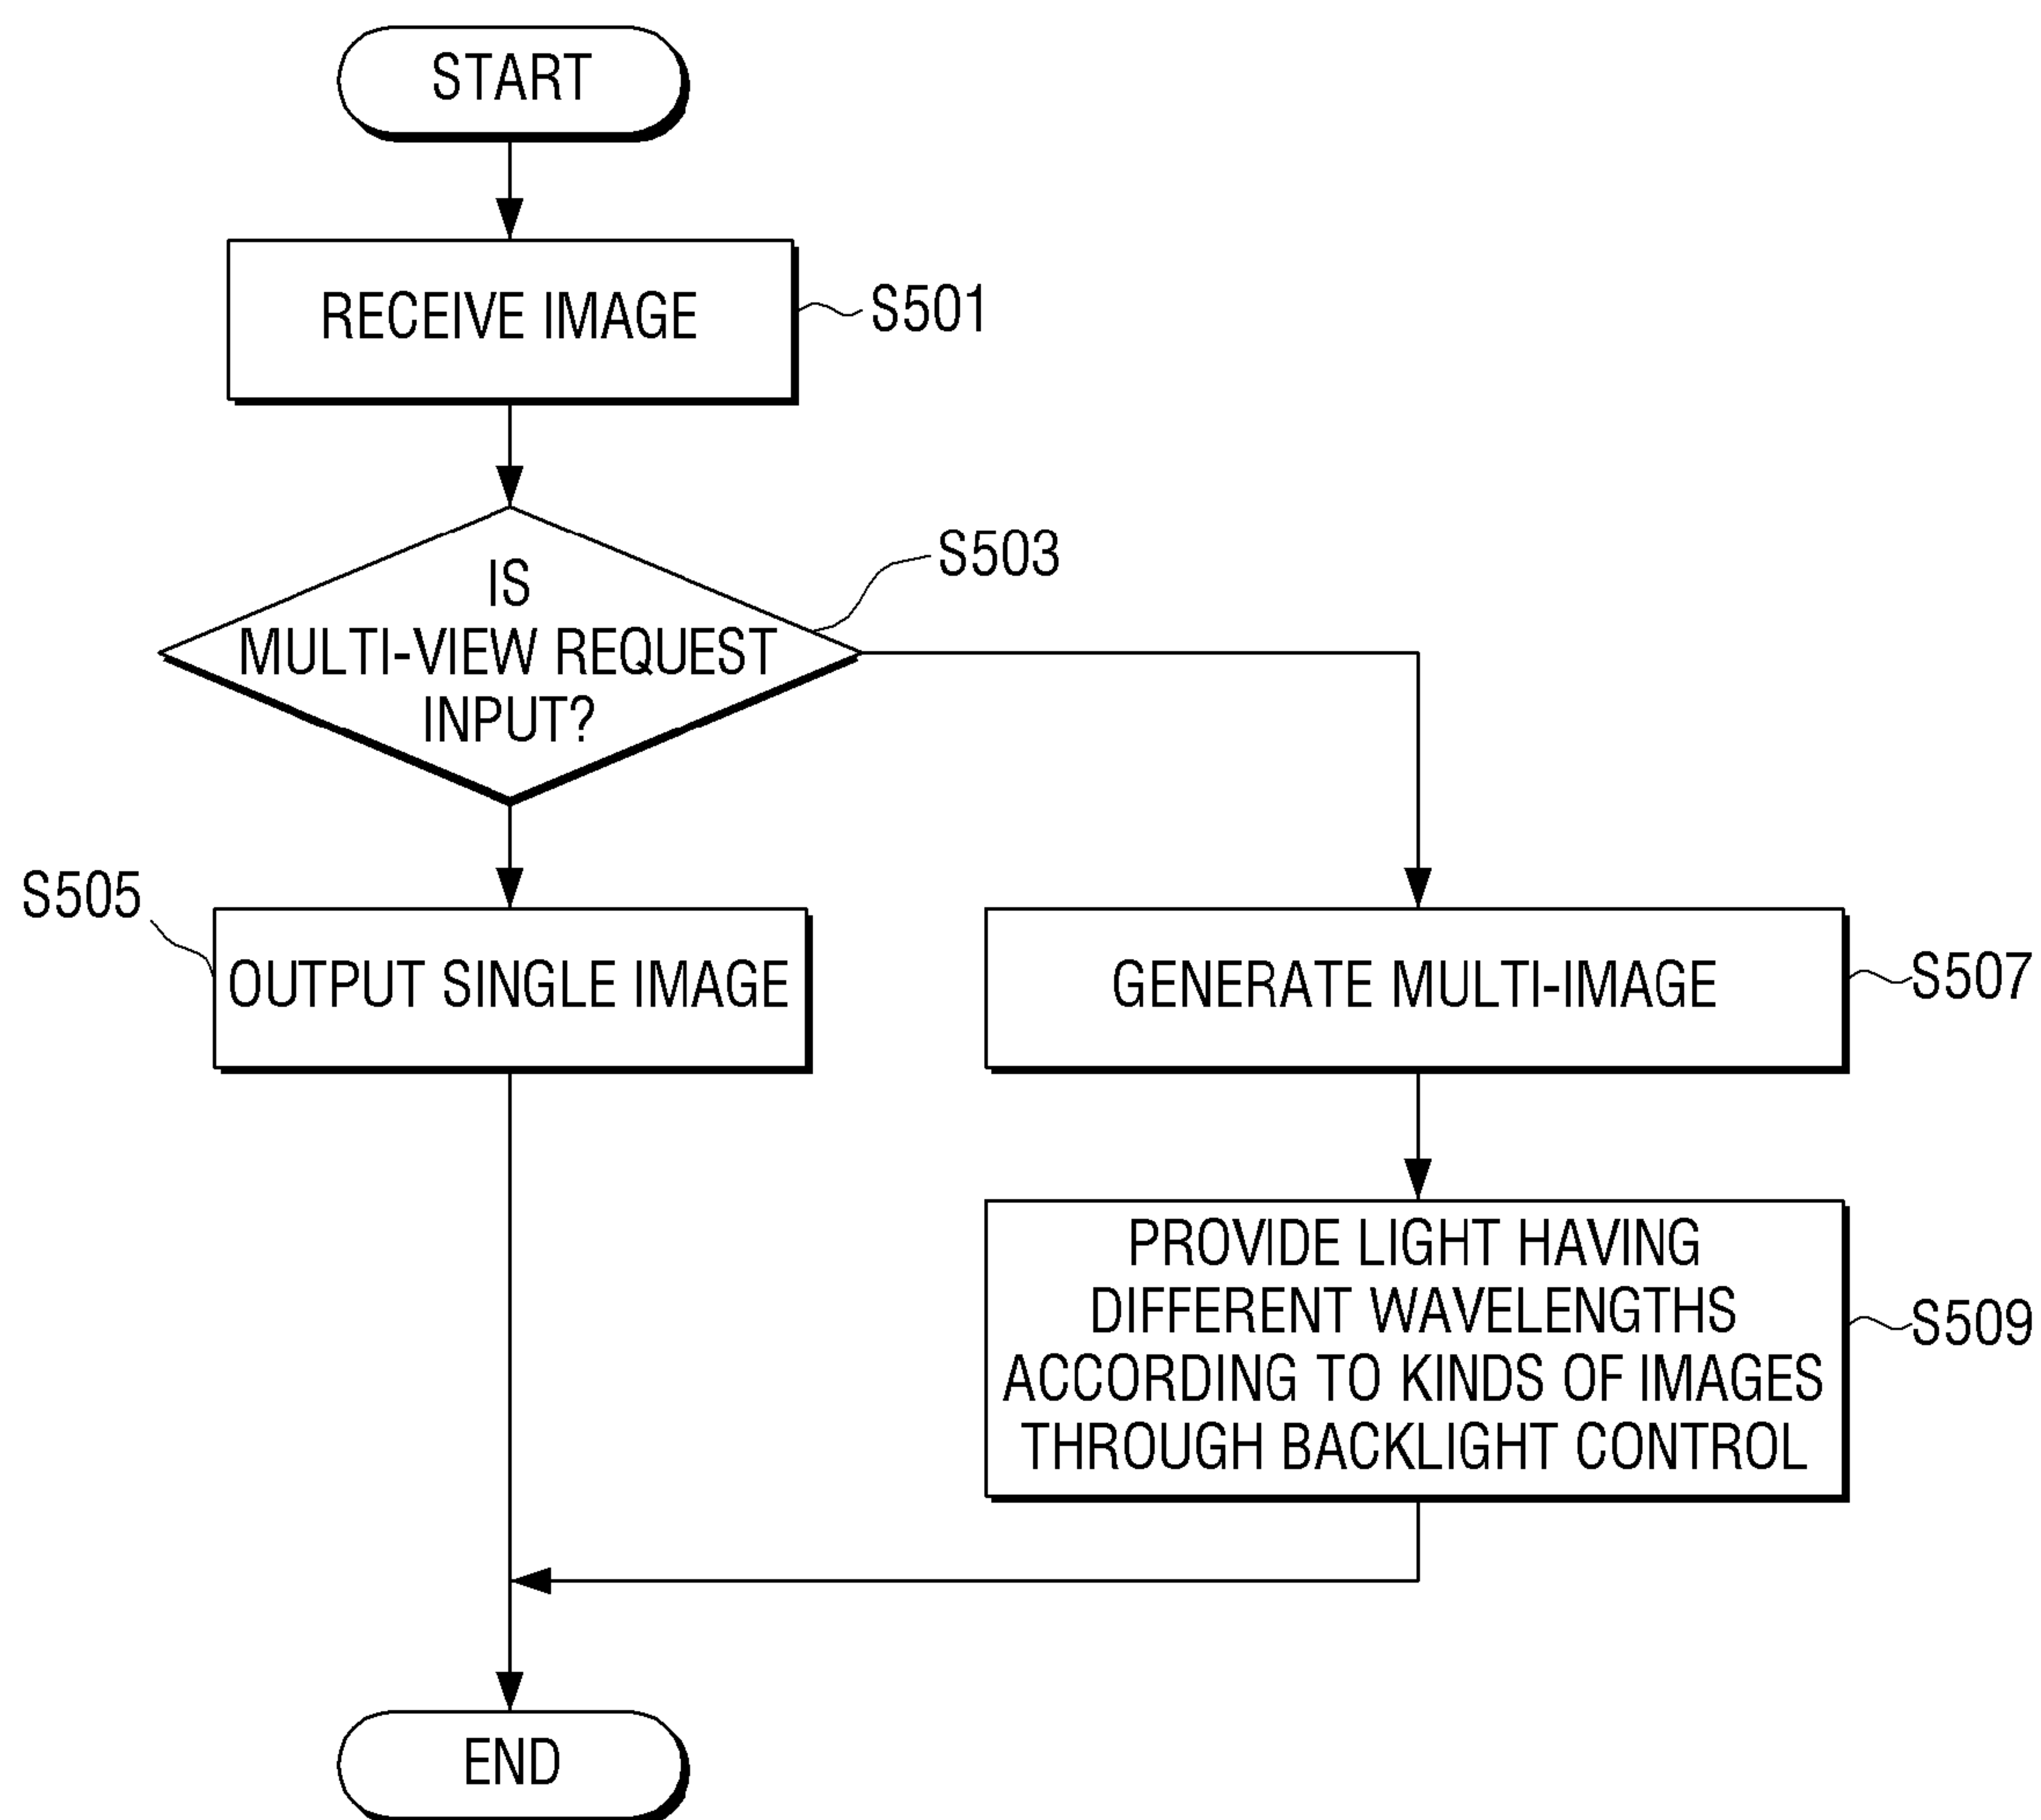 START
RECEIVE IMAGE
S501
IS
MULTI-VIEW REQUEST
INPUT?
S503
S505
OUTPUT SINGLE IMAGE
GENERATE MULTI-IMAGE
S507
PROVIDE LIGHT HAVING
DIFFERENT WAVELENGTHS
ACCORDING TO KINDS OF IMAGES
THROUGH BACKLIGHT CONTROL
S509
END